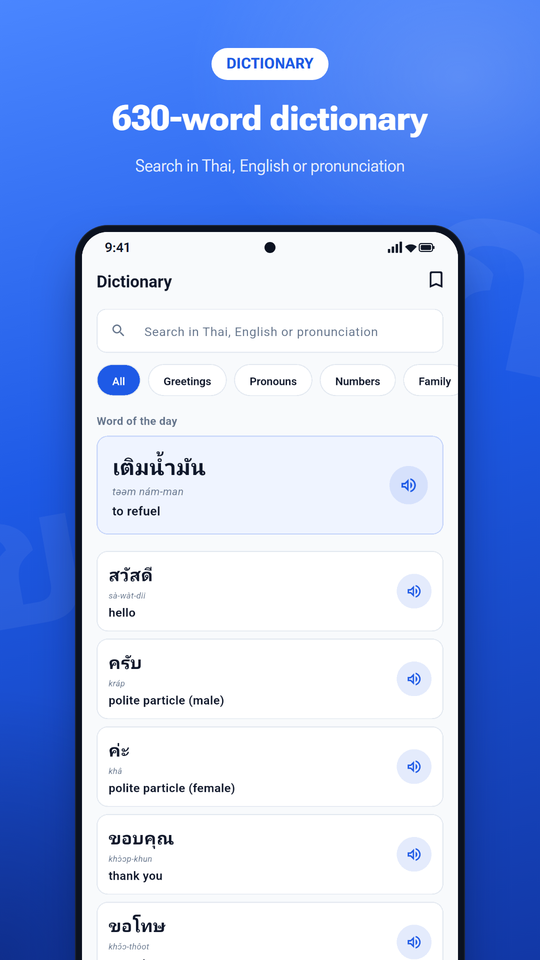 DICTIONARY
630-word dictionary
Search in Thai, English or pronunciation
9:41
Dictionary
Search in Thai, English or pronunciation
All Greetings Pronouns Numbers Family
Word of the day
เติมน้ำมัน
təəm nám-man
to refuel
สวัสดี
sà-wàt-dii
hello
ครับ
kráp
polite particle (male)
ค่ะ
khâ
polite particle (female)
ขอบคุณ
khɔ̀ɔp-khun
thank you
ขอโทษ
khɔ̌ɔ-thôot